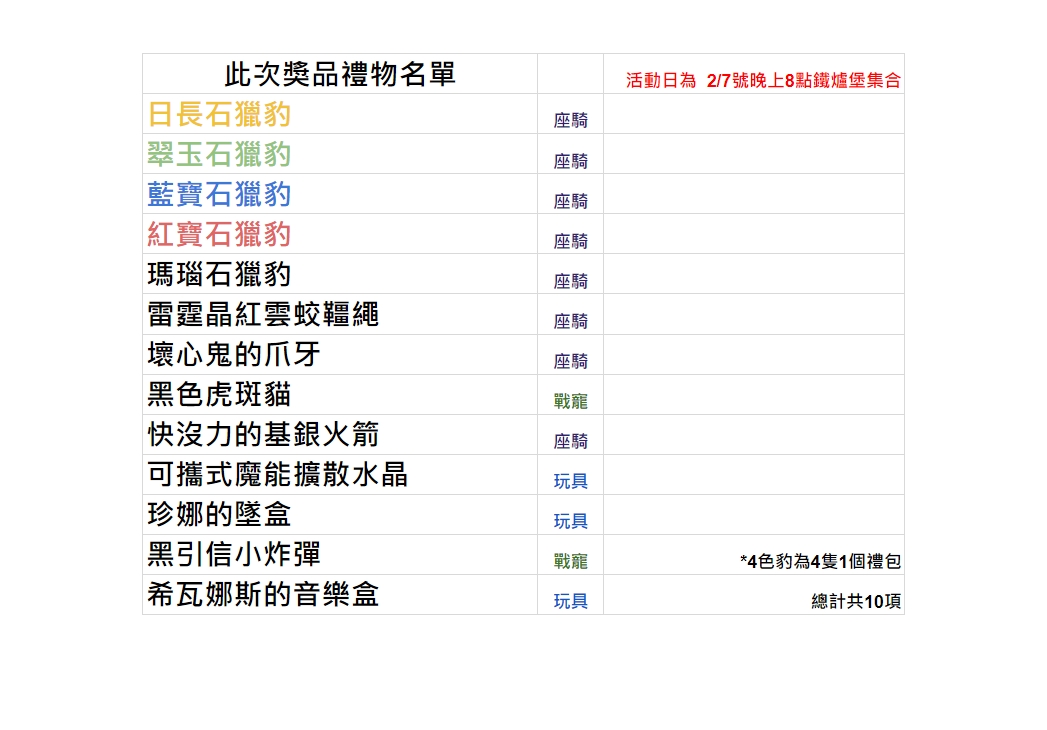 此次獎品禮物名單 活動日為 2/7號晚上8點鐵爐堡集合
日長石獵豹 座騎
翠玉石獵豹 座騎
藍寶石獵豹 座騎
紅寶石獵豹 座騎
瑪瑙石獵豹 座騎
雷霆晶紅雲蛟韁繩 座騎
壞心鬼的爪牙 座騎
黑色虎斑貓 戰寵
快沒力的基銀火箭 座騎
可攜式魔能擴散水晶 玩具
珍娜的墜盒 玩具
黑引信小炸彈 戰寵 *4色豹為4隻1個禮包
希瓦娜斯的音樂盒 玩具 總計共10項